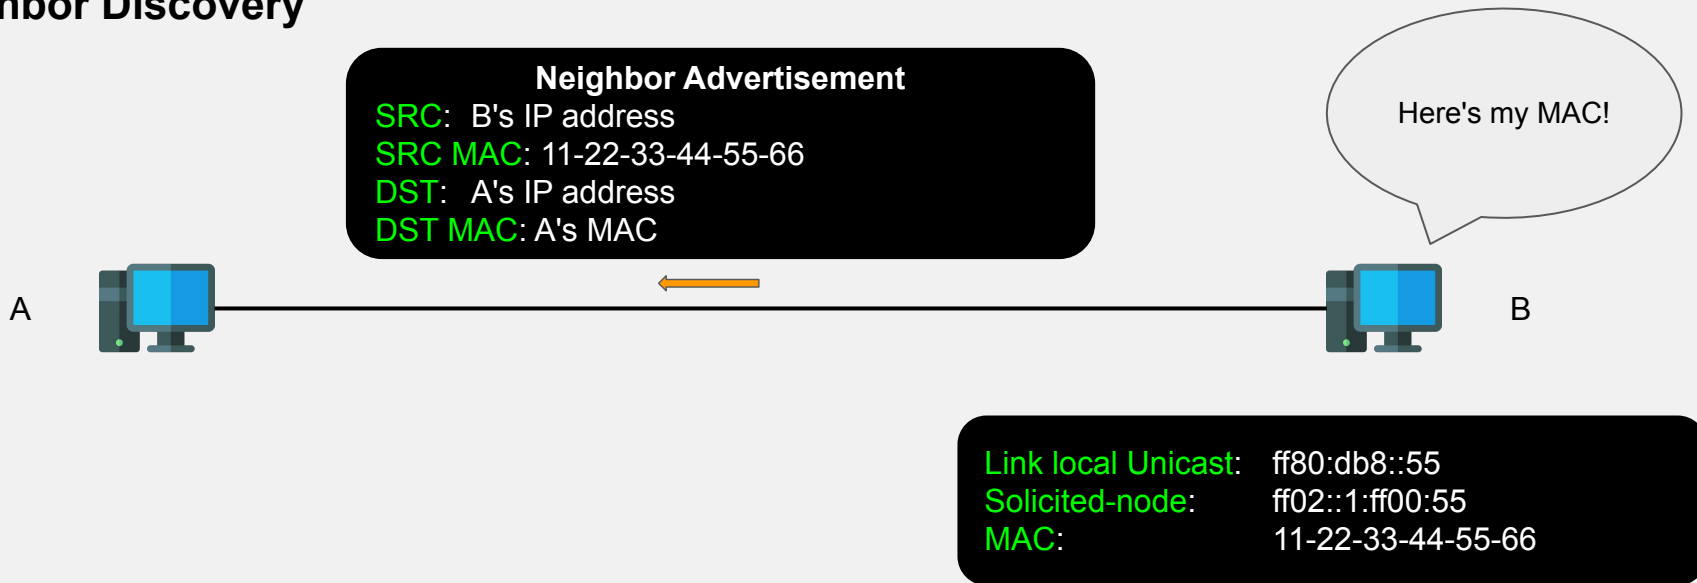 nbor Discovery
Neighbor Advertisement
SRC: B's IP address
SRC MAC: 11-22-33-44-55-66
DST: A's IP address
DST MAC: A's MAC
Here's my MAC!
A
B
Link local Unicast: ff80:db8::55
Solicited-node: ff02::1:ff00:55
MAC: 11-22-33-44-55-66